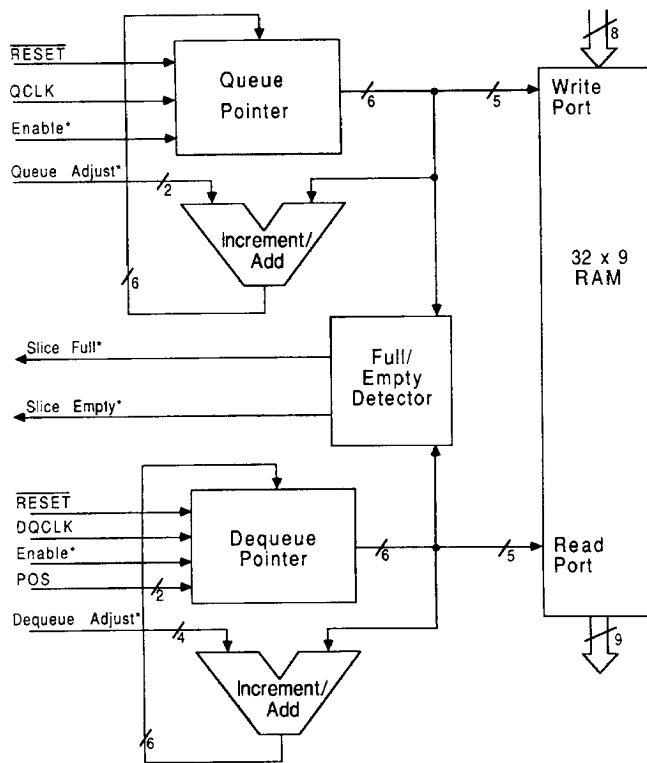 8
RESET
QCLK
Enable*
Queue Adjust*
2
Queue
Pointer
6
5
Write
Port
Increment/
Add
6
32 x 9
RAM
Slice Full*
Slice Empty*
Full/
Empty
Detector
RESET
DQCLK
Enable*
POS
2
Dequeue Adjust*
4
Dequeue
Pointer
6
5
Read
Port
Increment/
Add
6
9